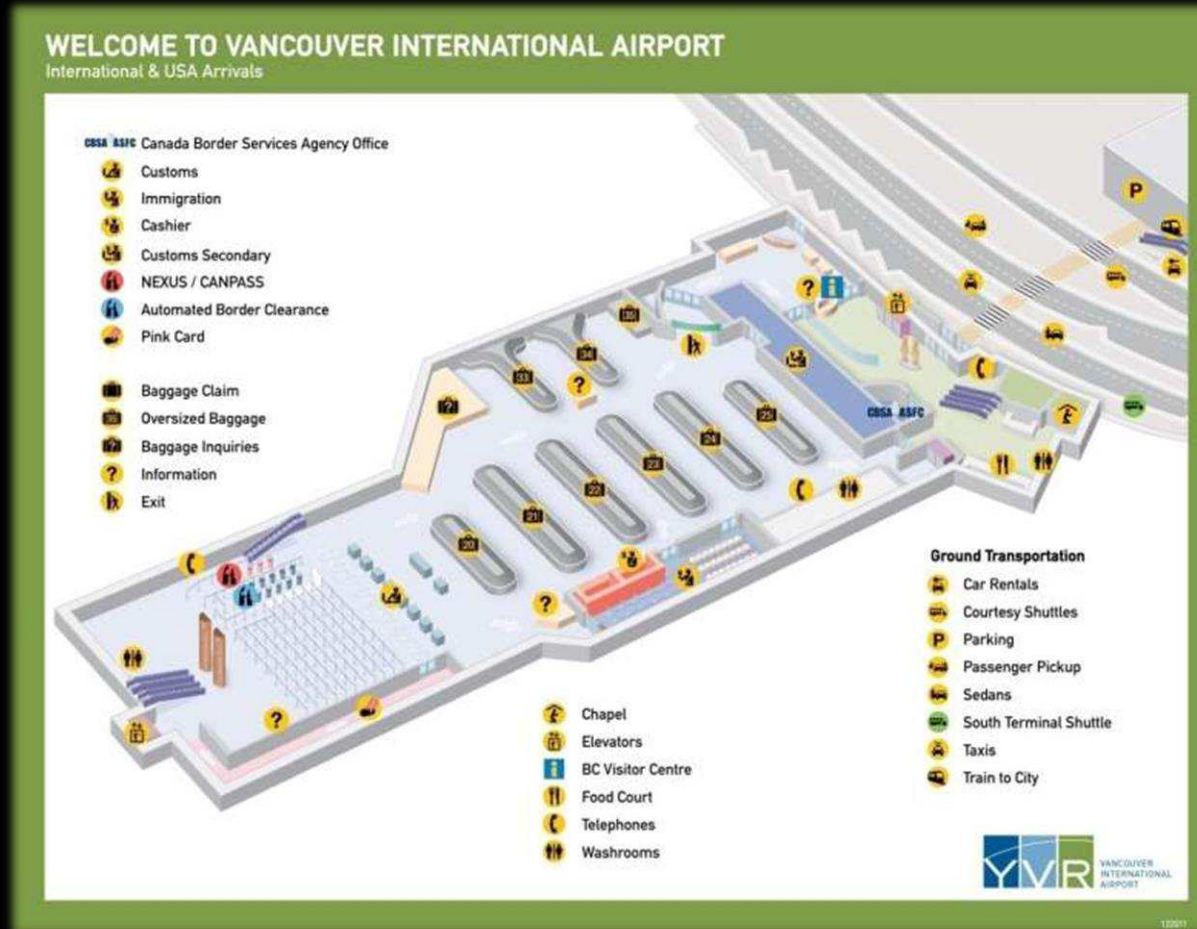 WELCOME TO VANCOUVER INTERNATIONAL AIRPORT
International & USA Arrivals
CBSA ASFC Canada Border Services Agency Office
Customs
Immigration
Cashier
Customs Secondary
NEXUS / CANPASS
Automated Border Clearance
Pink Card
Baggage Claim
Oversized Baggage
Baggage Inquiries
? Information
Exit
P
? i
35
34
33
?
?
25
24
23
22
21
20
CBSA ASFC
?
?
Ground Transportation
Car Rentals
Courtesy Shuttles
P Parking
Passenger Pickup
Sedans
South Terminal Shuttle
Taxis
Train to City
Chapel
Elevators
i BC Visitor Centre
Food Court
Telephones
Washrooms
YVR
VANCOUVER
INTERNATIONAL
AIRPORT